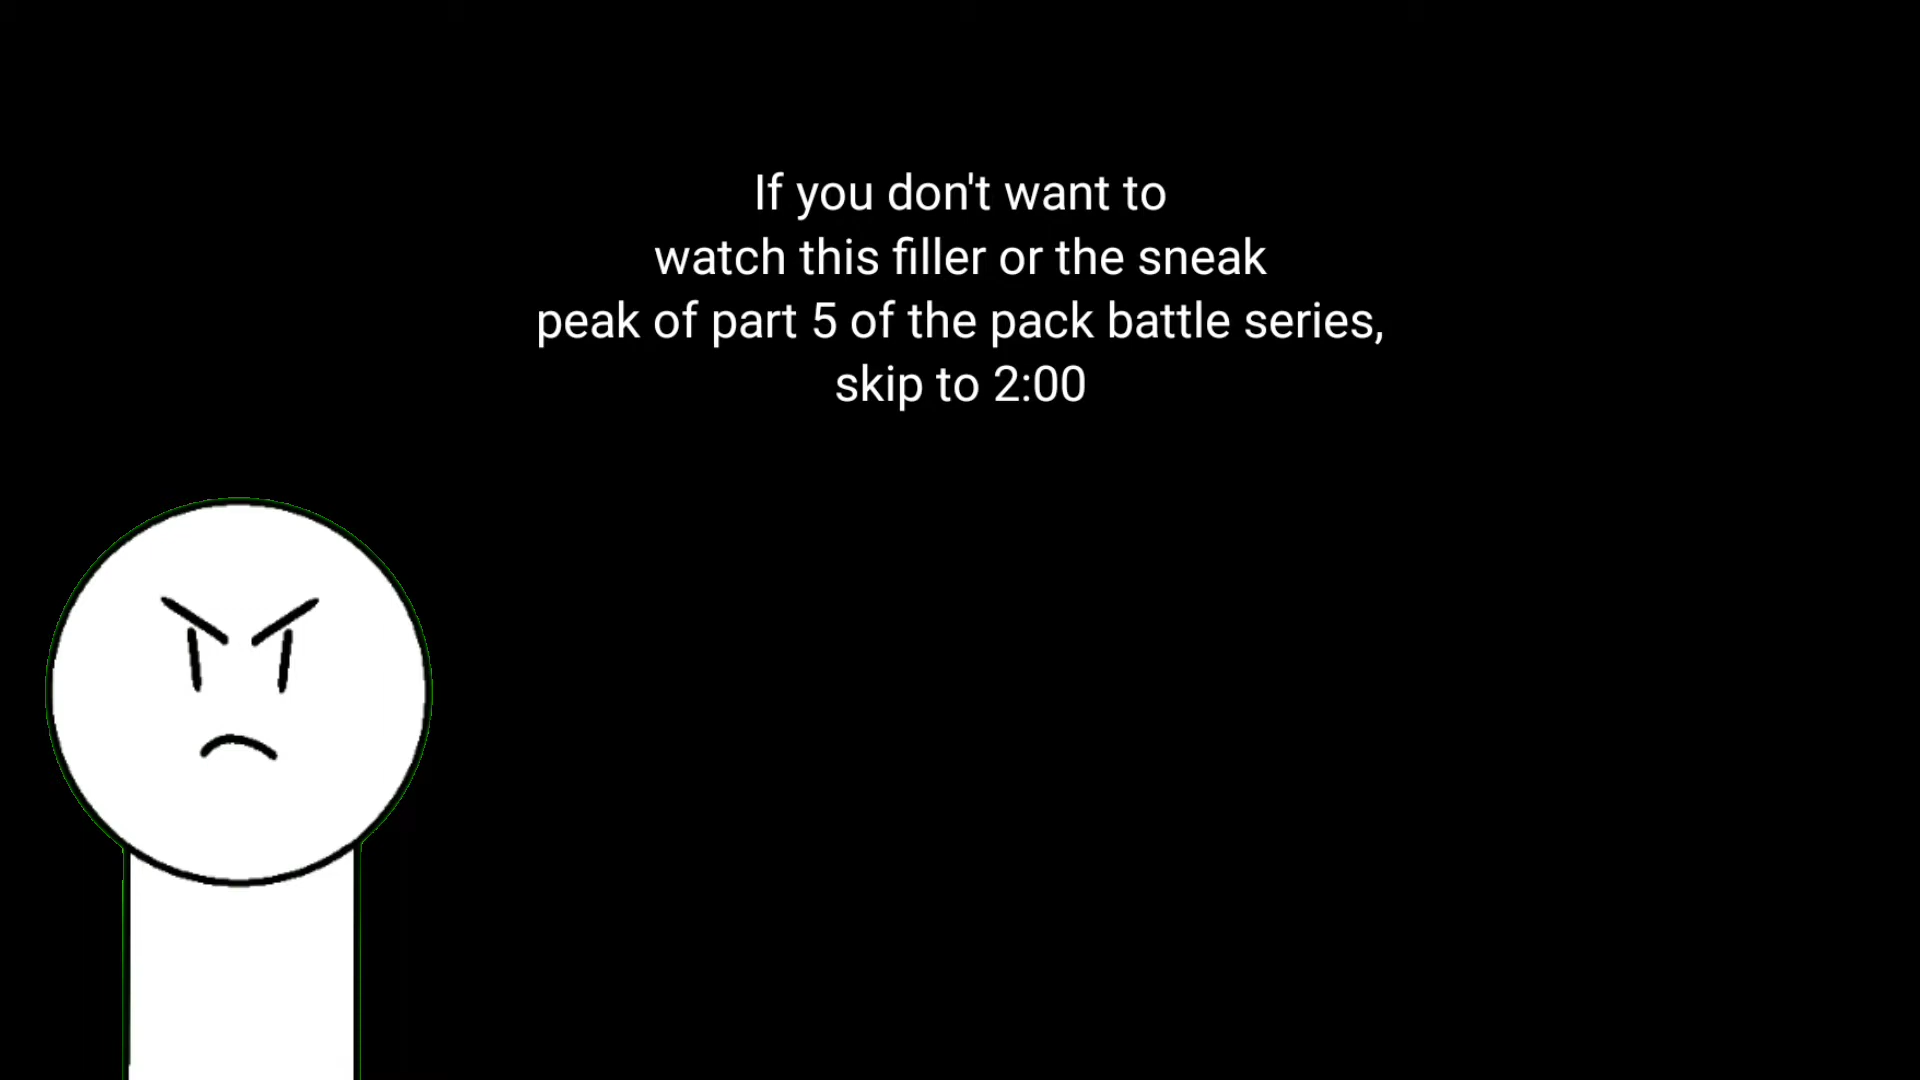 If you don't want to
watch this filler or the sneak
peak of part 5 of the pack battle series,
skip to 2:00